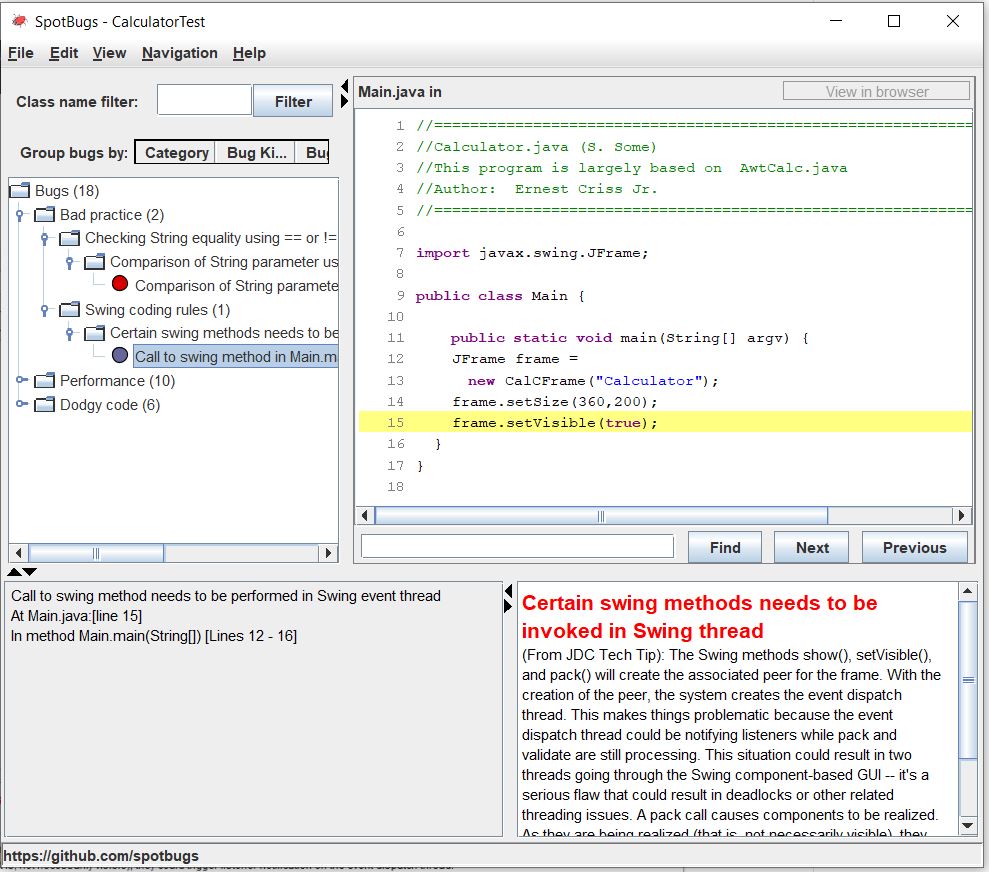 SpotBugs - CalculatorTest
File Edit View Navigation Help
Class name filter:
Filter
Group bugs by: Category Bug Ki...
Bugs (18)
Bad practice (2)
Checking String equality using == or !=
Comparison of String parameter us
Comparison of String paramete
Swing coding rules (1)
Certain swing methods needs to be
Call to swing method in Main.m
Performance (10)
Dodgy code (6)
Main.java in
View in browser
1 //==============================================================
2 //Calculator.java (S. Some)
3 //This program is largely based on  AwtCalc.java
4 //Author:  Ernest Criss Jr.
5 //==============================================================
6
7 import javax.swing.JFrame;
8
9 public class Main {
10
11 public static void main(String[] argv) {
12 JFrame frame =
13 new CalCFrame("Calculator");
14 frame.setSize(360,200);
15 frame.setVisible(true);
16 }
17 }
18
Find Next Previous
Call to swing method needs to be performed in Swing event thread
At Main.java:[line 15]
In method Main.main(String[]) [Lines 12 - 16]
Certain swing methods needs to be
invoked in Swing thread
(From JDC Tech Tip): The Swing methods show(), setVisible(),
and pack() will create the associated peer for the frame. With the
creation of the peer, the system creates the event dispatch
thread. This makes things problematic because the event
dispatch thread could be notifying listeners while pack and
validate are still processing. This situation could result in two
threads going through the Swing component-based GUI -- it's a
serious flaw that could result in deadlocks or other related
threading issues. A pack call causes components to be realized.
As they are being realized (that is, not necessarily visible), they
https://github.com/spotbugs